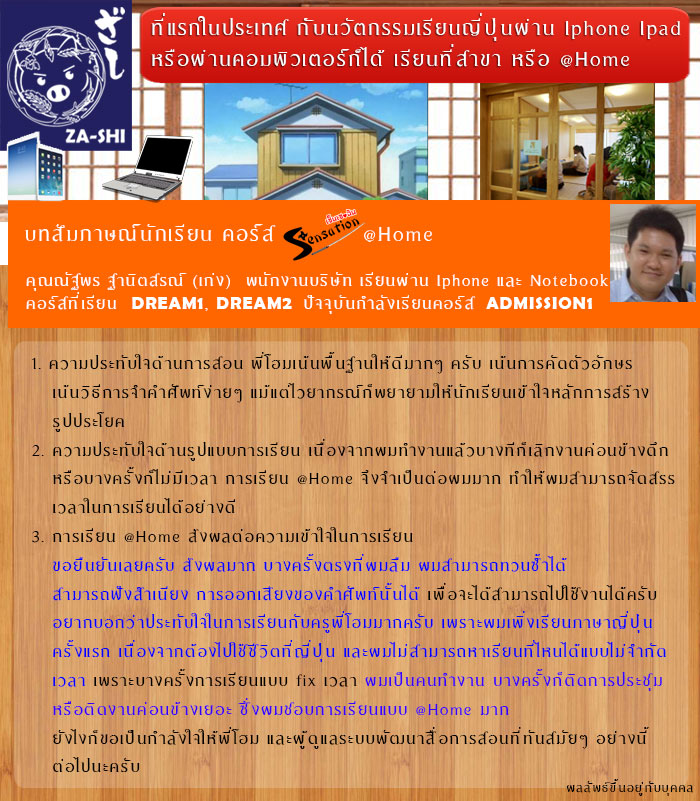 ざし
ZA-SHI
ที่แรกในประเทศ กับนวัตกรรมเรียนญี่ปุ่นผ่าน Iphone Ipad
หรือผ่านคอมพิวเตอร์ก็ได้ เรียนที่สาขา หรือ @Home
บทสัมภาษณ์นักเรียน คอร์ส เรียนสะบัด Sensation @Home
คุณณัฐพร ฐานิตสรณ์ (เก่ง) พนักงานบริษัท เรียนผ่าน Iphone และ Notebook
คอร์สที่เรียน DREAM1, DREAM2 ปัจจุบันกำลังเรียนคอร์ส ADMISSION1
1. ความประทับใจด้านการสอน พี่โฮมเน้นพื้นฐานให้ดีมากๆ ครับ เน้นการคัดตัวอักษร
เน้นวิธีการจำคำศัพท์ง่ายๆ แม้แต่ไวยากรณ์ก็พยายามให้นักเรียนเข้าใจหลักการสร้าง
รูปประโยค
2. ความประทับใจด้านรูปแบบการเรียน เนื่องจากผมทำงานแล้วบางทีก็เลิกงานค่อนข้างดึก
หรือบางครั้งก็ไม่มีเวลา การเรียน @Home จึงจำเป็นต่อผมมาก ทำให้ผมสามารถจัดสรร
เวลาในการเรียนได้อย่างดี
3. การเรียน @Home ส่งผลต่อความเข้าใจในการเรียน
ขอยืนยันเลยครับ ส่งผลมาก บางครั้งตรงที่ผมลืม ผมสามารถทวนซ้ำได้
สามารถฟังสำเนียง การออกเสียงของคำศัพท์นั้นได้ เพื่อจะได้สามารถไปใช้งานได้ครับ
อยากบอกว่าประทับใจในการเรียนกับครูพี่โฮมมากครับ เพราะผมเพิ่งเรียนภาษาญี่ปุ่น
ครั้งแรก เนื่องจากต้องไปใช้ชีวิตที่ญี่ปุ่น และผมไม่สามารถหาเรียนที่ไหนได้แบบไม่จำกัด
เวลา เพราะบางครั้งการเรียนแบบ fix เวลา ผมเป็นคนทำงาน บางครั้งก็ติดการประชุม
หรือติดงานค่อนข้างเยอะ ซึ่งผมชอบการเรียนแบบ @Home มาก
ยังไงก็ขอเป็นกำลังใจให้พี่โฮม และผู้ดูแลระบบพัฒนาสื่อการสอนที่ทันสมัยๆ อย่างนี้
ต่อไปนะครับ
ผลลัพธ์ขึ้นอยู่กับบุคคล